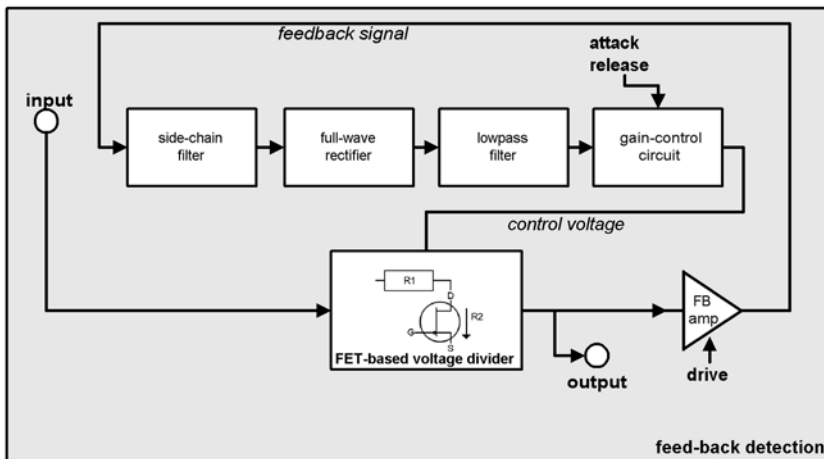 feedback signal
attack
release
input
side-chain
filter
full-wave
rectifier
lowpass
filter
gain-control
circuit
control voltage
R1
D
R2
G
S
FET-based voltage divider
FB
amp
output
drive
feed-back detection